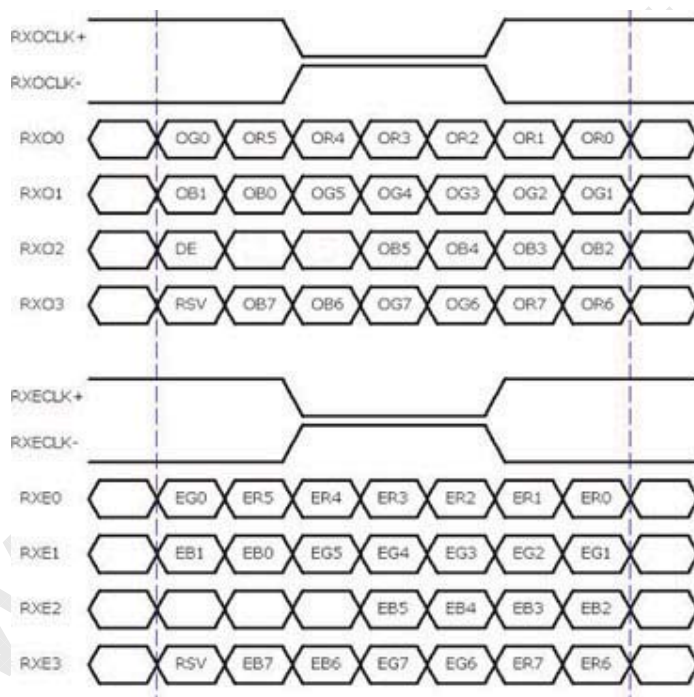 RXOCLK+
RXOCLK-
RXO0 OG0 OR5 OR4 OR3 OR2 OR1 OR0
RXO1 OB1 OB0 OG5 OG4 OG3 OG2 OG1
RXO2 DE OB5 OB4 OB3 OB2
RXO3 RSV OB7 OB6 OG7 OG6 OR7 OR6
RXECLK+
RXECLK-
RXE0 EG0 ER5 ER4 ER3 ER2 ER1 ER0
RXE1 EB1 EB0 EG5 EG4 EG3 EG2 EG1
RXE2 EB5 EB4 EB3 EB2
RXE3 RSV EB7 EB6 EG7 EG6 ER7 ER6